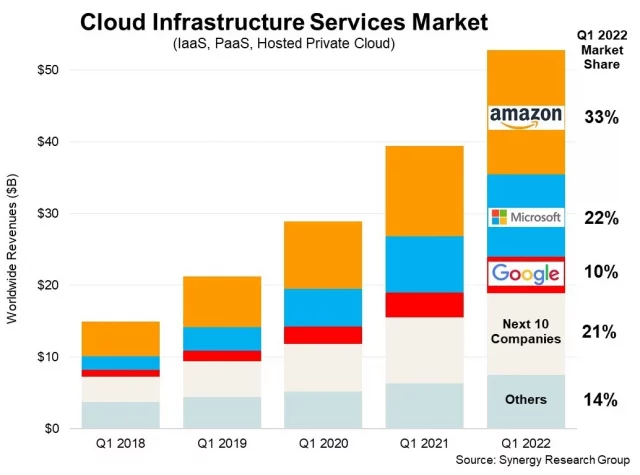 Cloud Infrastructure Services Market
(IaaS, PaaS, Hosted Private Cloud)
Q1 2022
Market
Share
Worldwide Revenues ($B)
$50
$40
$30
$20
$10
$0
amazon
33%
Microsoft
22%
Google
10%
Next 10
Companies
21%
Others
14%
Q1 2018
Q1 2019
Q1 2020
Q1 2021
Q1 2022
Source: Synergy Research Group